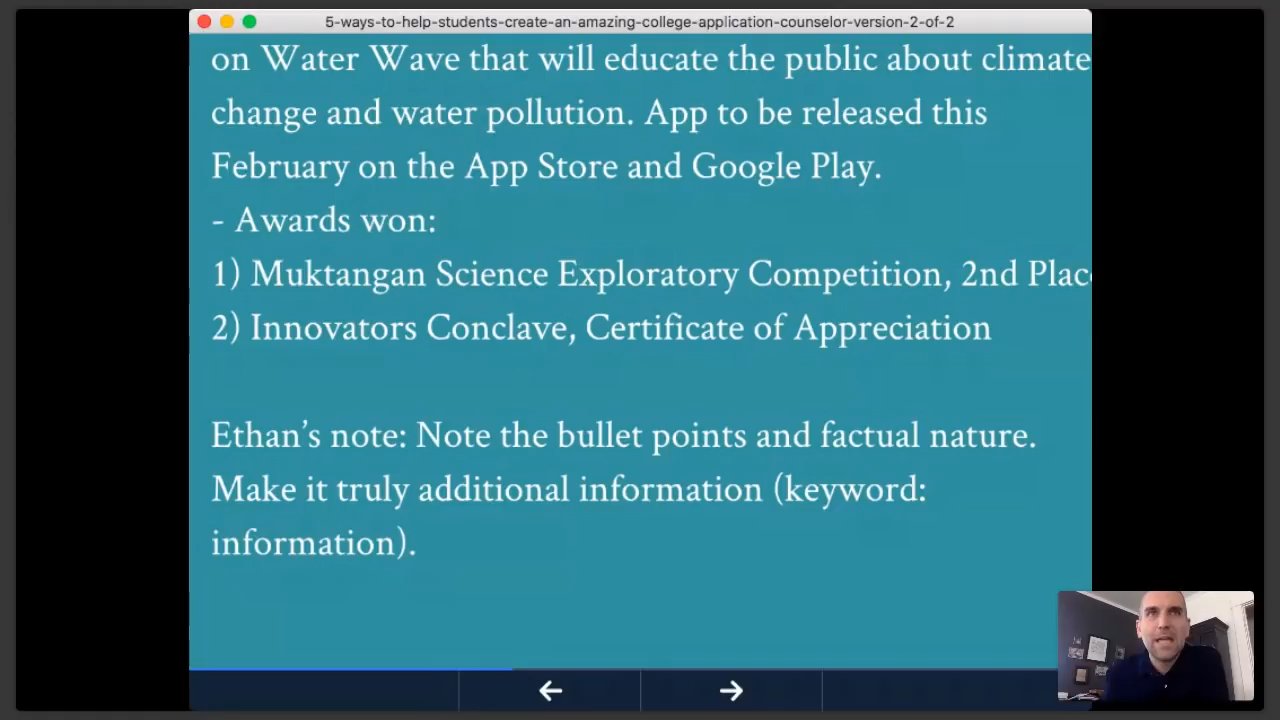 5-ways-to-help-students-create-an-amazing-college-application-counselor-version-2-of-2
on Water Wave that will educate the public about climate
change and water pollution. App to be released this
February on the App Store and Google Play.
- Awards won:
1) Muktangan Science Exploratory Competition, 2nd Plac
2) Innovators Conclave, Certificate of Appreciation
Ethan’s note: Note the bullet points and factual nature.
Make it truly additional information (keyword:
information).